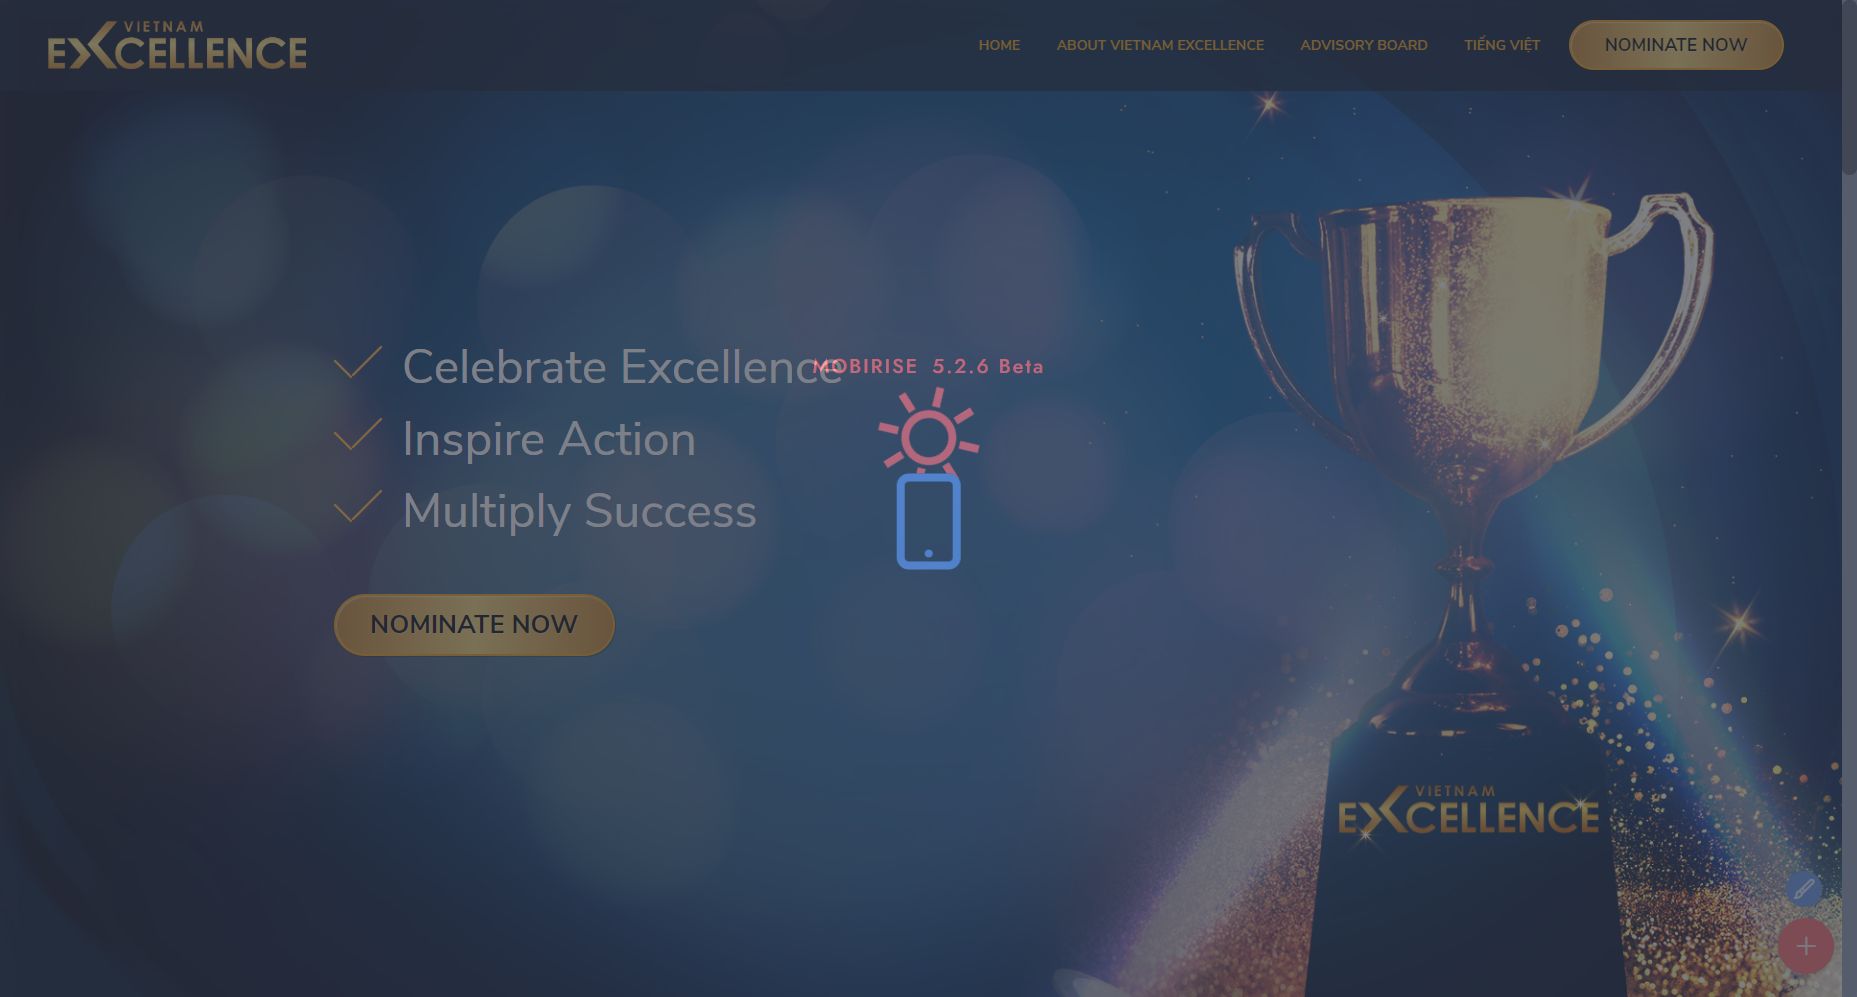 VIETNAM
EXCELLENCE
HOME
ABOUT VIETNAM EXCELLENCE
ADVISORY BOARD
TIẾNG VIỆT
NOMINATE NOW
Celebrate Excellence
MOBIRISE 5.2.6 Beta
Inspire Action
Multiply Success
NOMINATE NOW
VIETNAM
EXCELLENCE